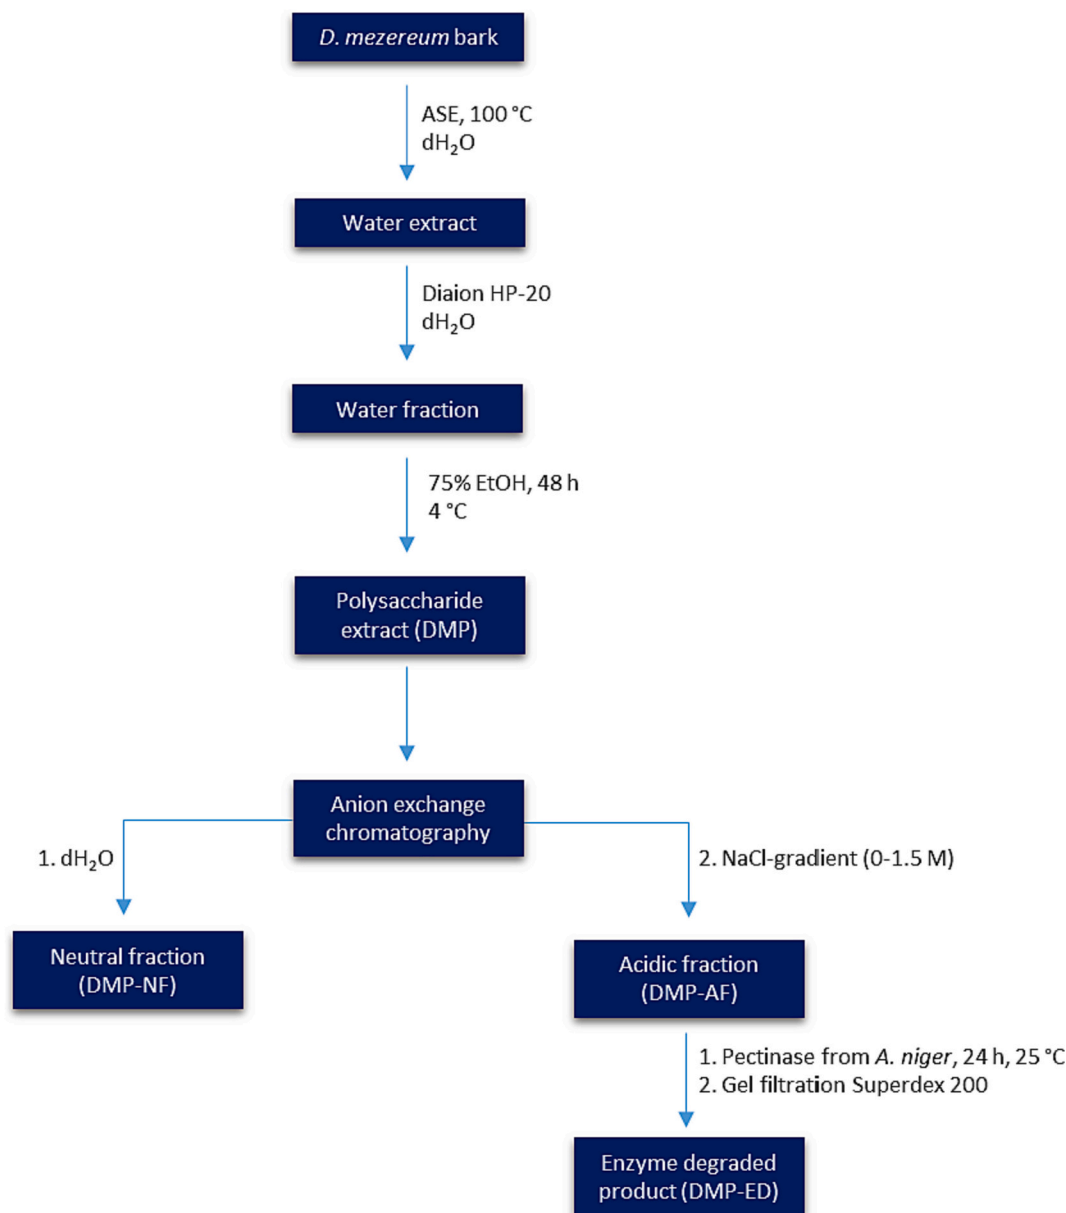 D. mezereum bark
ASE, 100 °C
dH₂O
Water extract
Diaion HP-20
dH₂O
Water fraction
75% EtOH, 48 h
4 °C
Polysaccharide
extract (DMP)
Anion exchange
chromatography
1. dH₂O
2. NaCl-gradient (0-1.5 M)
Neutral fraction
(DMP-NF)
Acidic fraction
(DMP-AF)
1. Pectinase from A. niger, 24 h, 25 °C
2. Gel filtration Superdex 200
Enzyme degraded
product (DMP-ED)